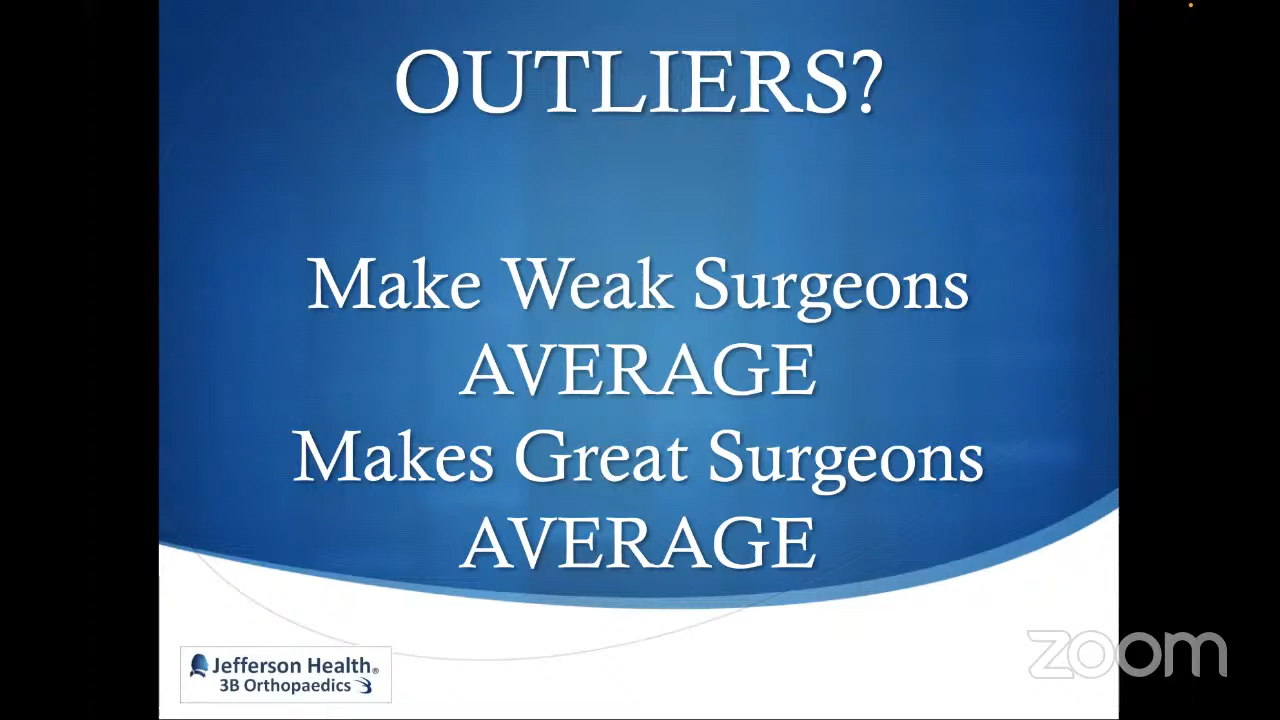 OUTLIERS?
Make Weak Surgeons
AVERAGE
Makes Great Surgeons
AVERAGE
Jefferson Health®
3B Orthopaedics
zoom